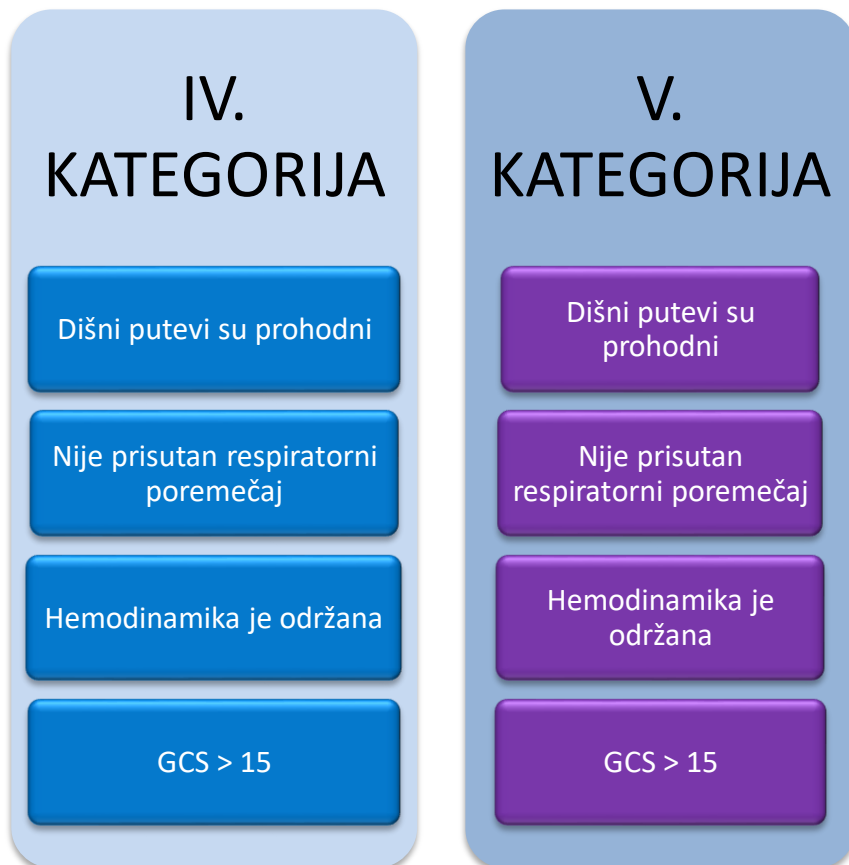 IV.
KATEGORIJA
Dišni putevi su prohodni
Nije prisutan respiratorni
poremečaj
Hemodinamika je održana
GCS > 15
V.
KATEGORIJA
Dišni putevi su
prohodni
Nije prisutan
respiratorni poremečaj
Hemodinamika je
održana
GCS > 15